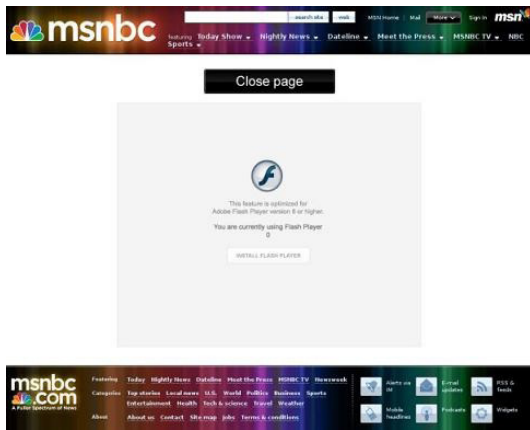 search site web MSN Home | Mail More Sign in msn
msnbc featuring Today Show Nightly News Dateline Meet the Press MSNBC TV NBC
Sports
Close page
This feature is optimized for
Adobe Flash Player version 8 or higher.
You are currently using Flash Player
0
INSTALL FLASH PLAYER
msnbc
.com
A Fuller Spectrum of News
Featuring Today Nightly News Dateline Meet the Press MSNBC TV Newsweek
Categories Top stories Local news U.S. World Politics Business Sports
Entertainment Health Tech & science Travel Weather
About About us Contact Site map Jobs Terms & conditions
Alerts via
IM
E-mail
updates
RSS &
feeds
Mobile
headlines
Podcasts
Widgets